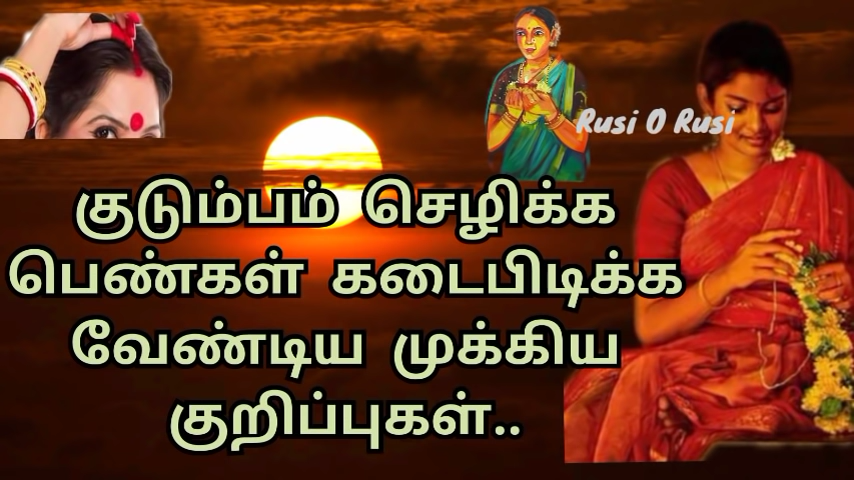 Rusi O Rusi
குடும்பம் செழிக்க
பெண்கள் கடைபிடிக்க
வேண்டிய முக்கிய
குறிப்புகள்..